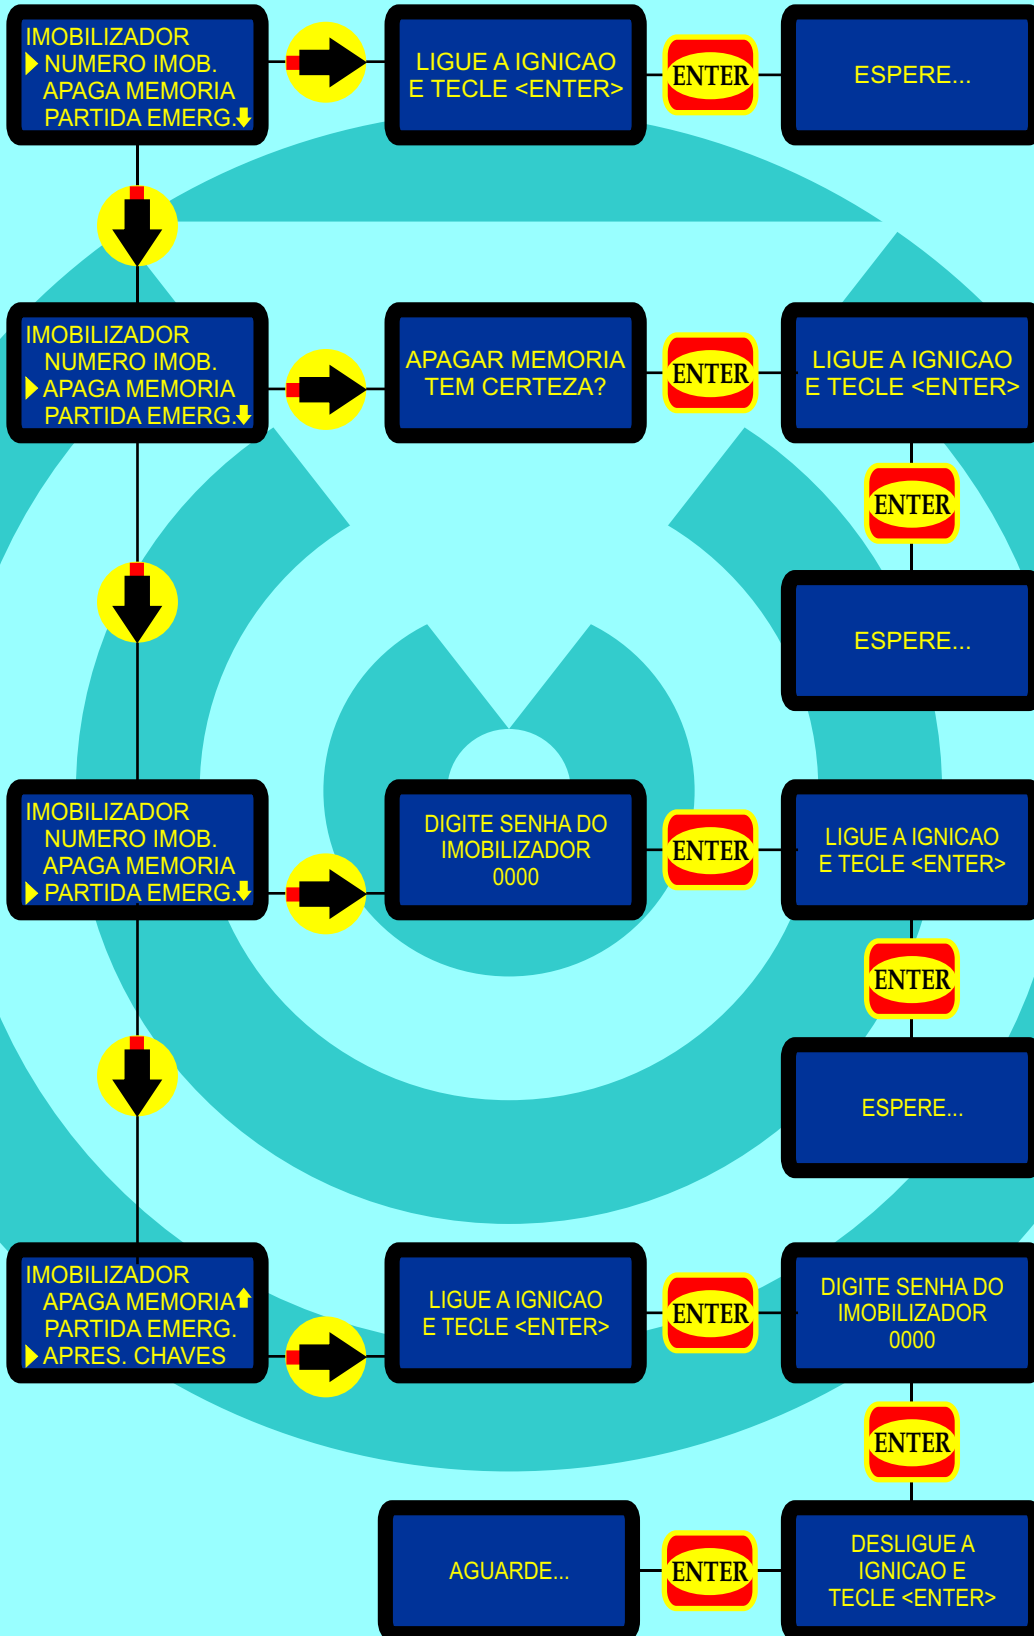 IMOBILIZADOR
NUMERO IMOB.
APAGA MEMORIA
PARTIDA EMERG.
LIGUE A IGNICAO
E TECLE <ENTER>
ENTER
ESPERE...
IMOBILIZADOR
NUMERO IMOB.
APAGA MEMORIA
PARTIDA EMERG.
APAGAR MEMORIA
TEM CERTEZA?
ENTER
LIGUE A IGNICAO
E TECLE <ENTER>
ENTER
ESPERE...
IMOBILIZADOR
NUMERO IMOB.
APAGA MEMORIA
PARTIDA EMERG.
DIGITE SENHA DO
IMOBILIZADOR
0000
ENTER
LIGUE A IGNICAO
E TECLE <ENTER>
ENTER
ESPERE...
IMOBILIZADOR
APAGA MEMORIA
PARTIDA EMERG.
APRES. CHAVES
LIGUE A IGNICAO
E TECLE <ENTER>
ENTER
DIGITE SENHA DO
IMOBILIZADOR
0000
ENTER
DESLIGUE A
IGNICAO E
TECLE <ENTER>
ENTER
AGUARDE...